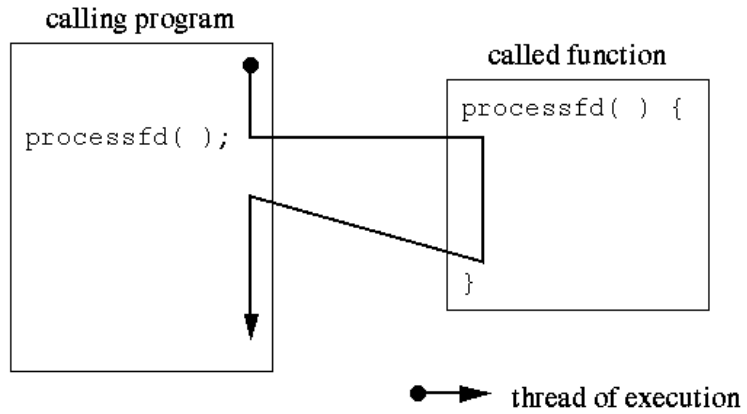 calling program
called function
processfd( ) {
processfd( );
}
thread of execution